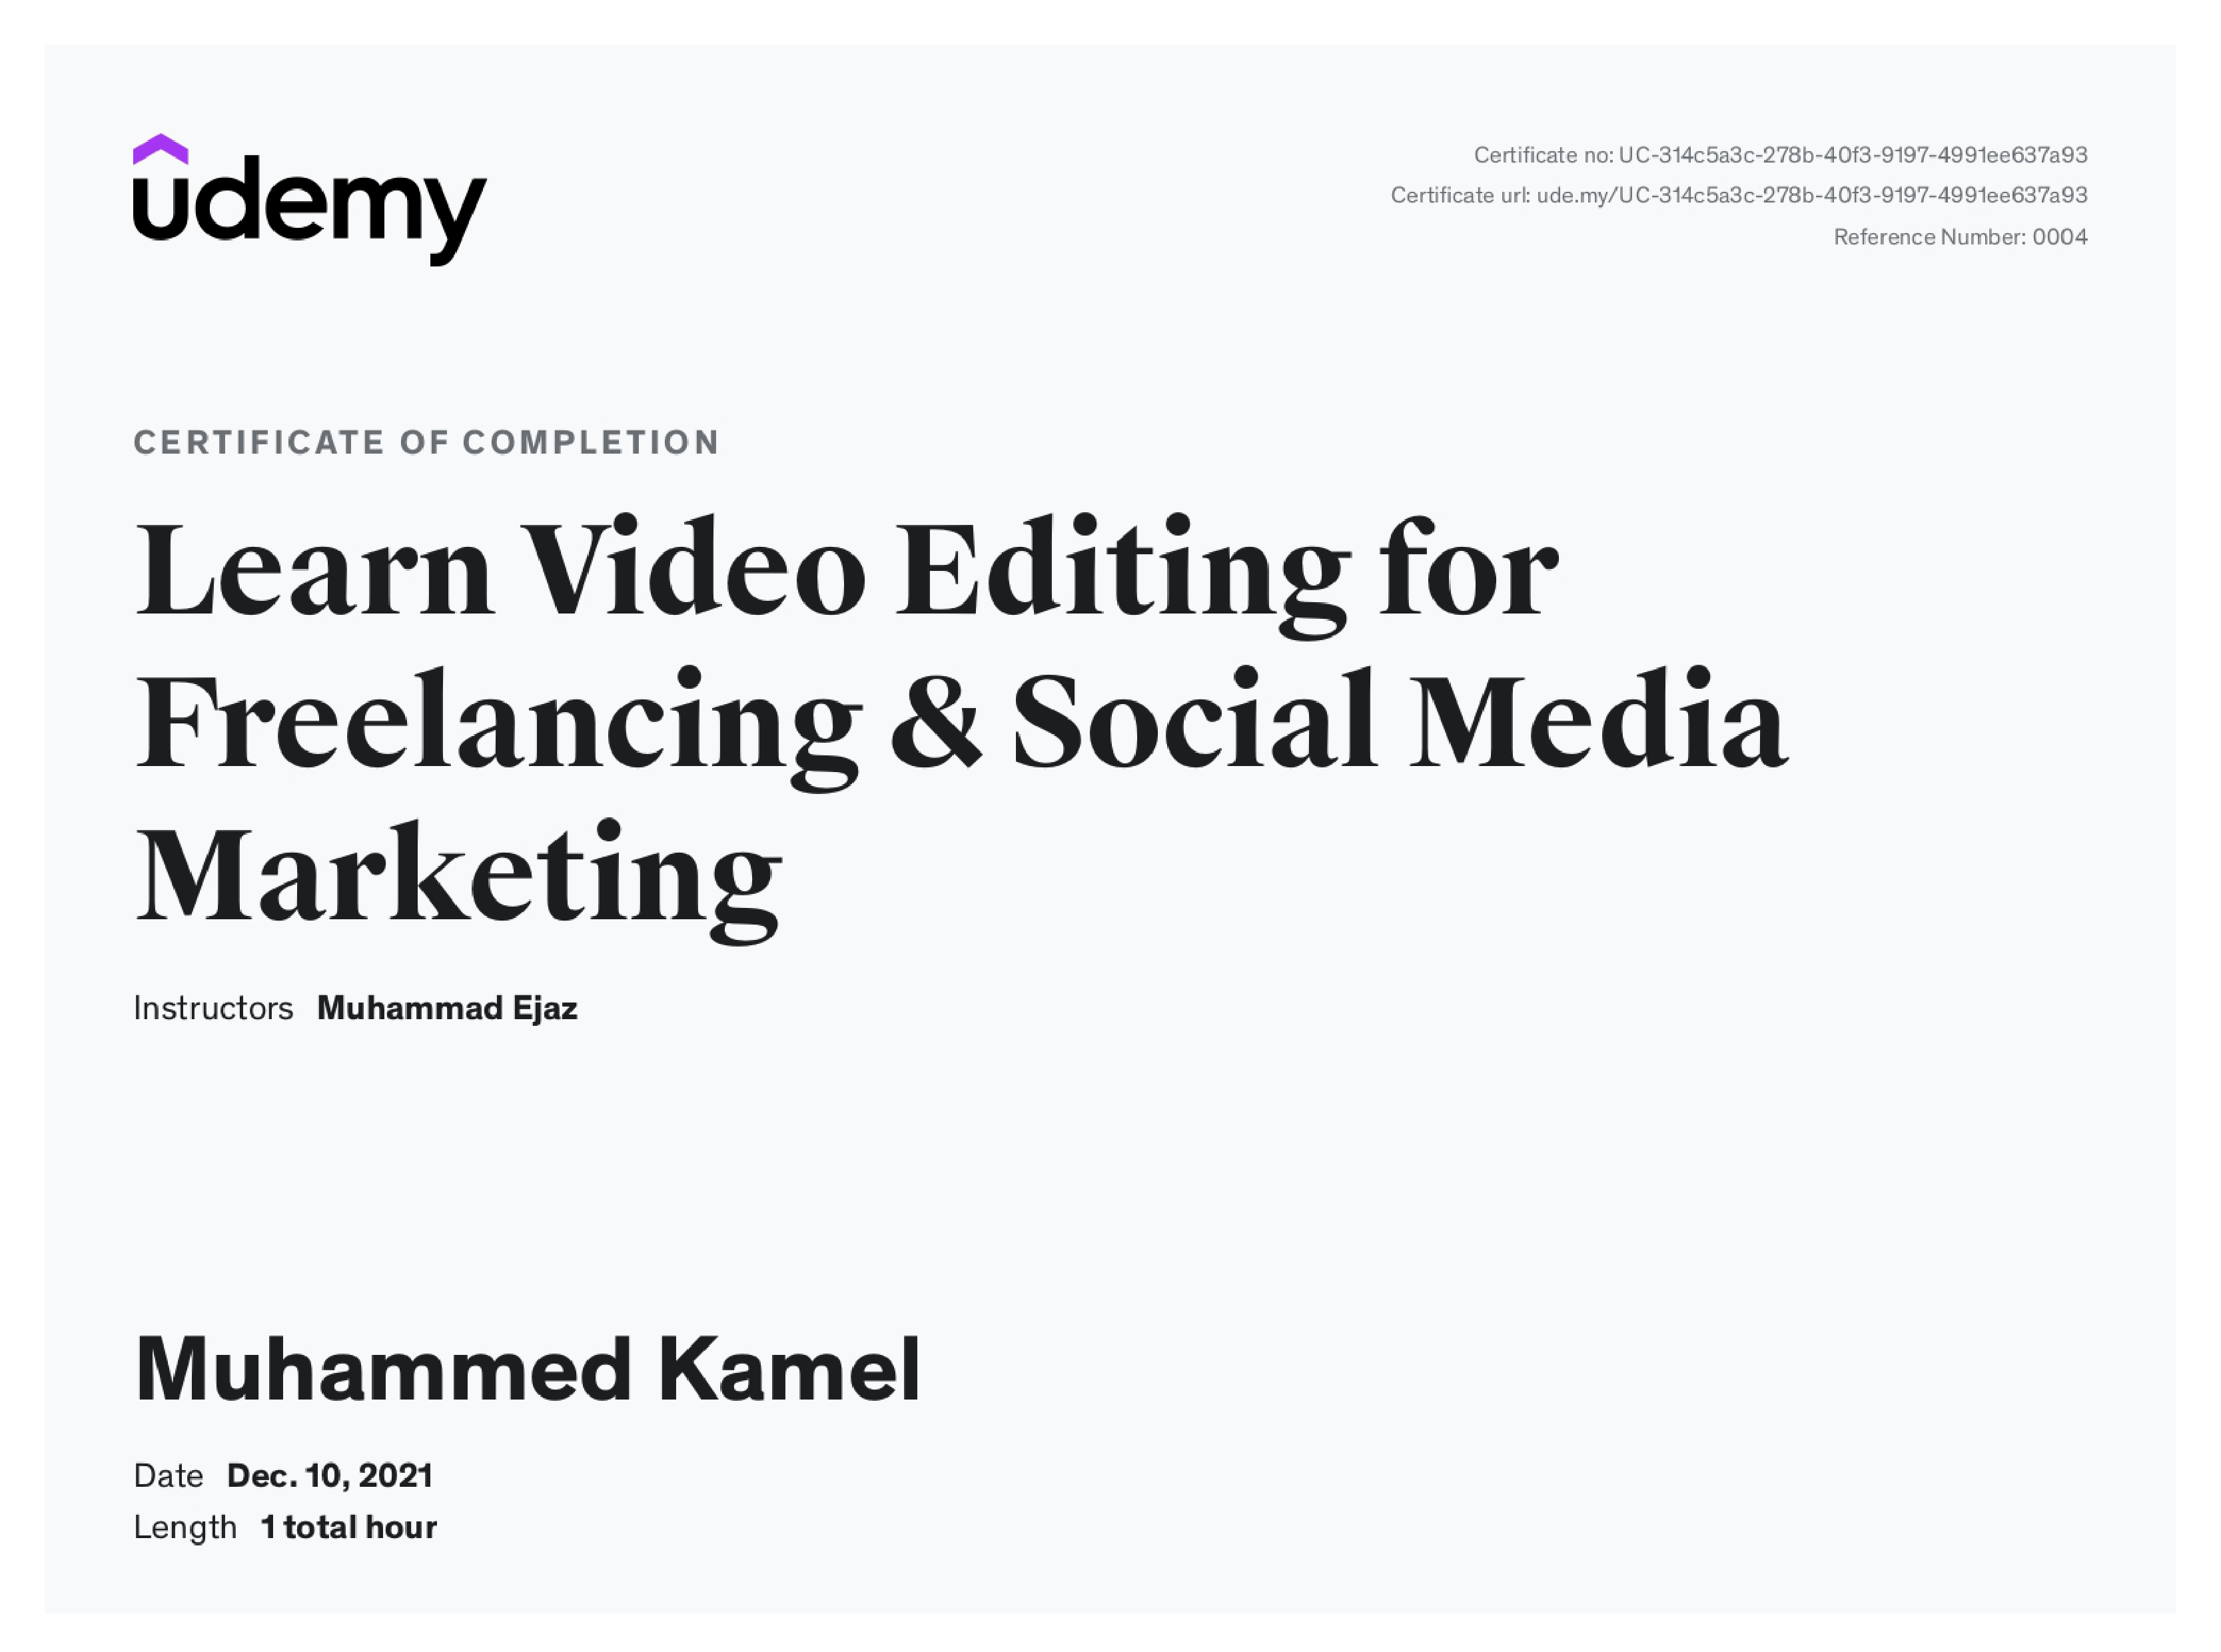 udemy
Certificate no: UC-314c5a3c-278b-40f3-9197-4991ee637a93
Certificate url: ude.my/UC-314c5a3c-278b-40f3-9197-4991ee637a93
Reference Number: 0004
CERTIFICATE OF COMPLETION
Learn Video Editing for
Freelancing & Social Media
Marketing
Instructors Muhammad Ejaz
Muhammed Kamel
Date Dec. 10, 2021
Length 1 total hour